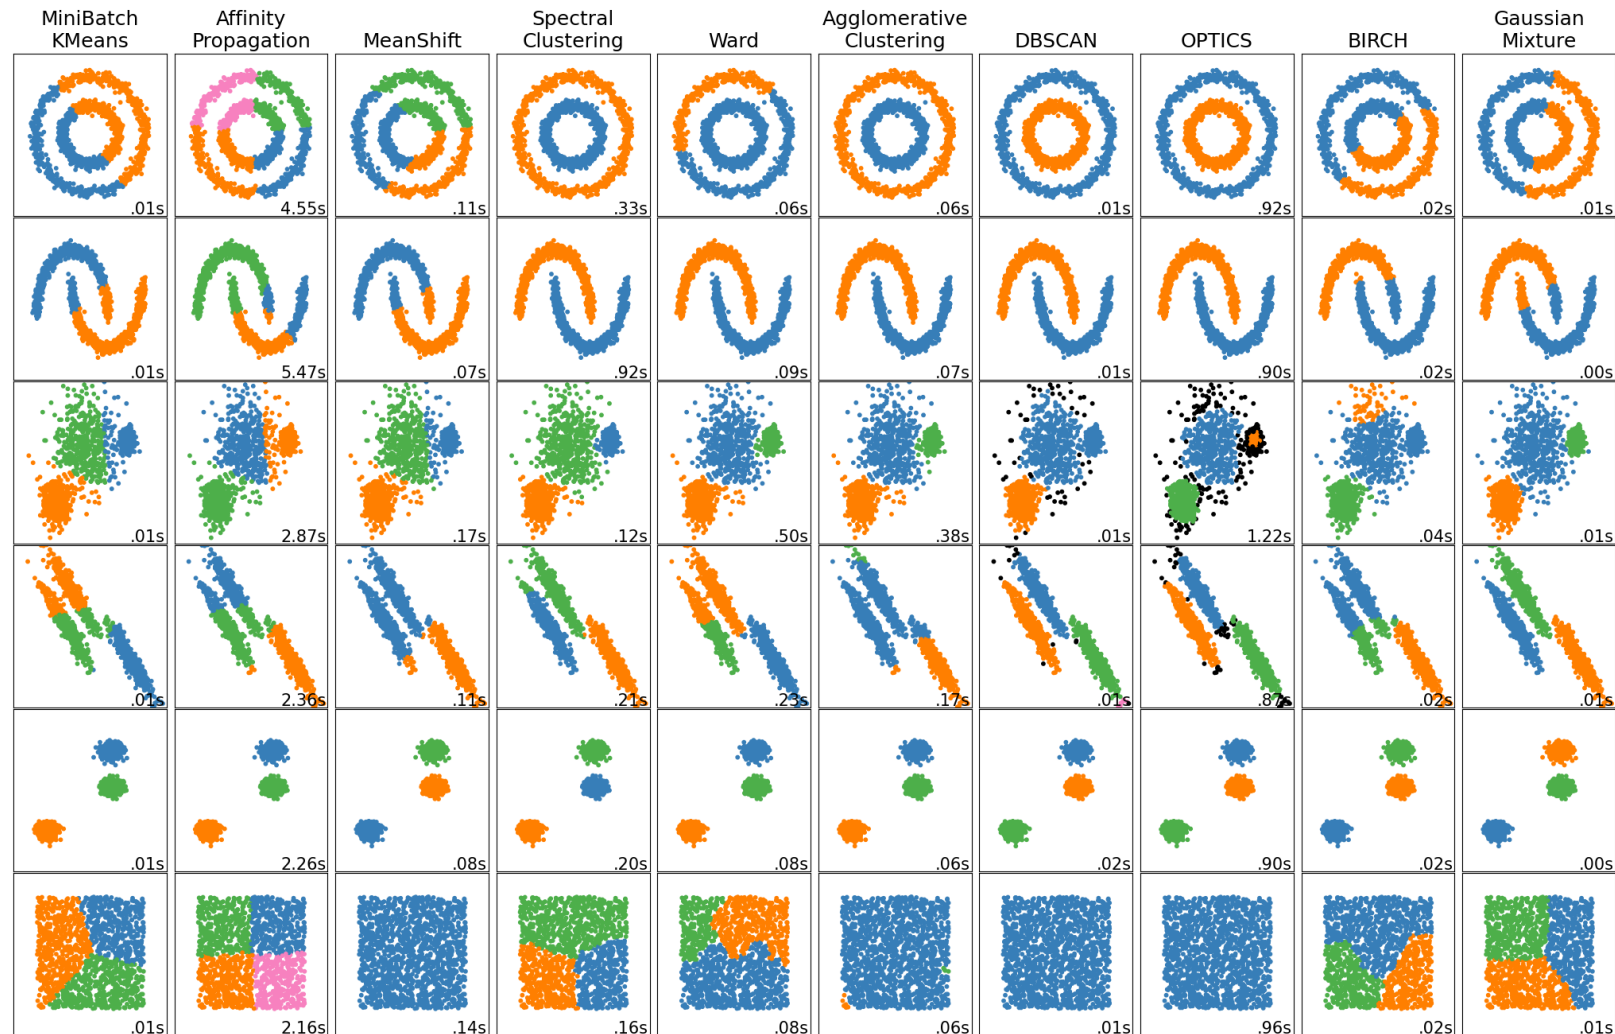 MiniBatch
KMeans
Affinity
Propagation
MeanShift
Spectral
Clustering
Ward
Agglomerative
Clustering
DBSCAN
OPTICS
BIRCH
Gaussian
Mixture
.01s 4.55s .11s .33s .06s .06s .01s .92s .02s .01s
.01s 5.47s .07s .92s .09s .07s .01s .90s .02s .00s
.01s 2.87s .17s .12s .50s .38s .01s 1.22s .04s .01s
.01s 2.36s .11s .21s .23s .17s .01s .87s .02s .01s
.01s 2.26s .08s .20s .08s .06s .02s .90s .02s .00s
.01s 2.16s .14s .16s .08s .06s .01s .96s .02s .01s